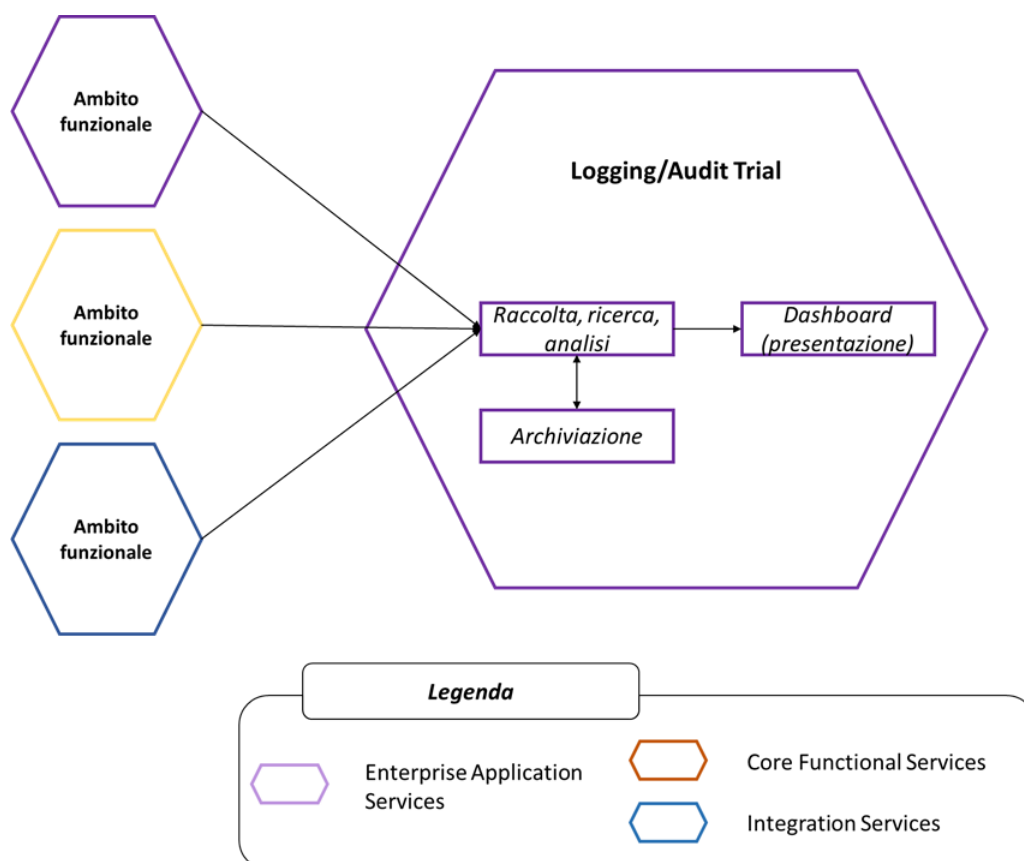 Ambito
funzionale
Logging/Audit Trial
Ambito
funzionale
Raccolta, ricerca,
analisi
Dashboard
(presentazione)
Archiviazione
Ambito
funzionale
Legenda
Enterprise Application
Services
Core Functional Services
Integration Services